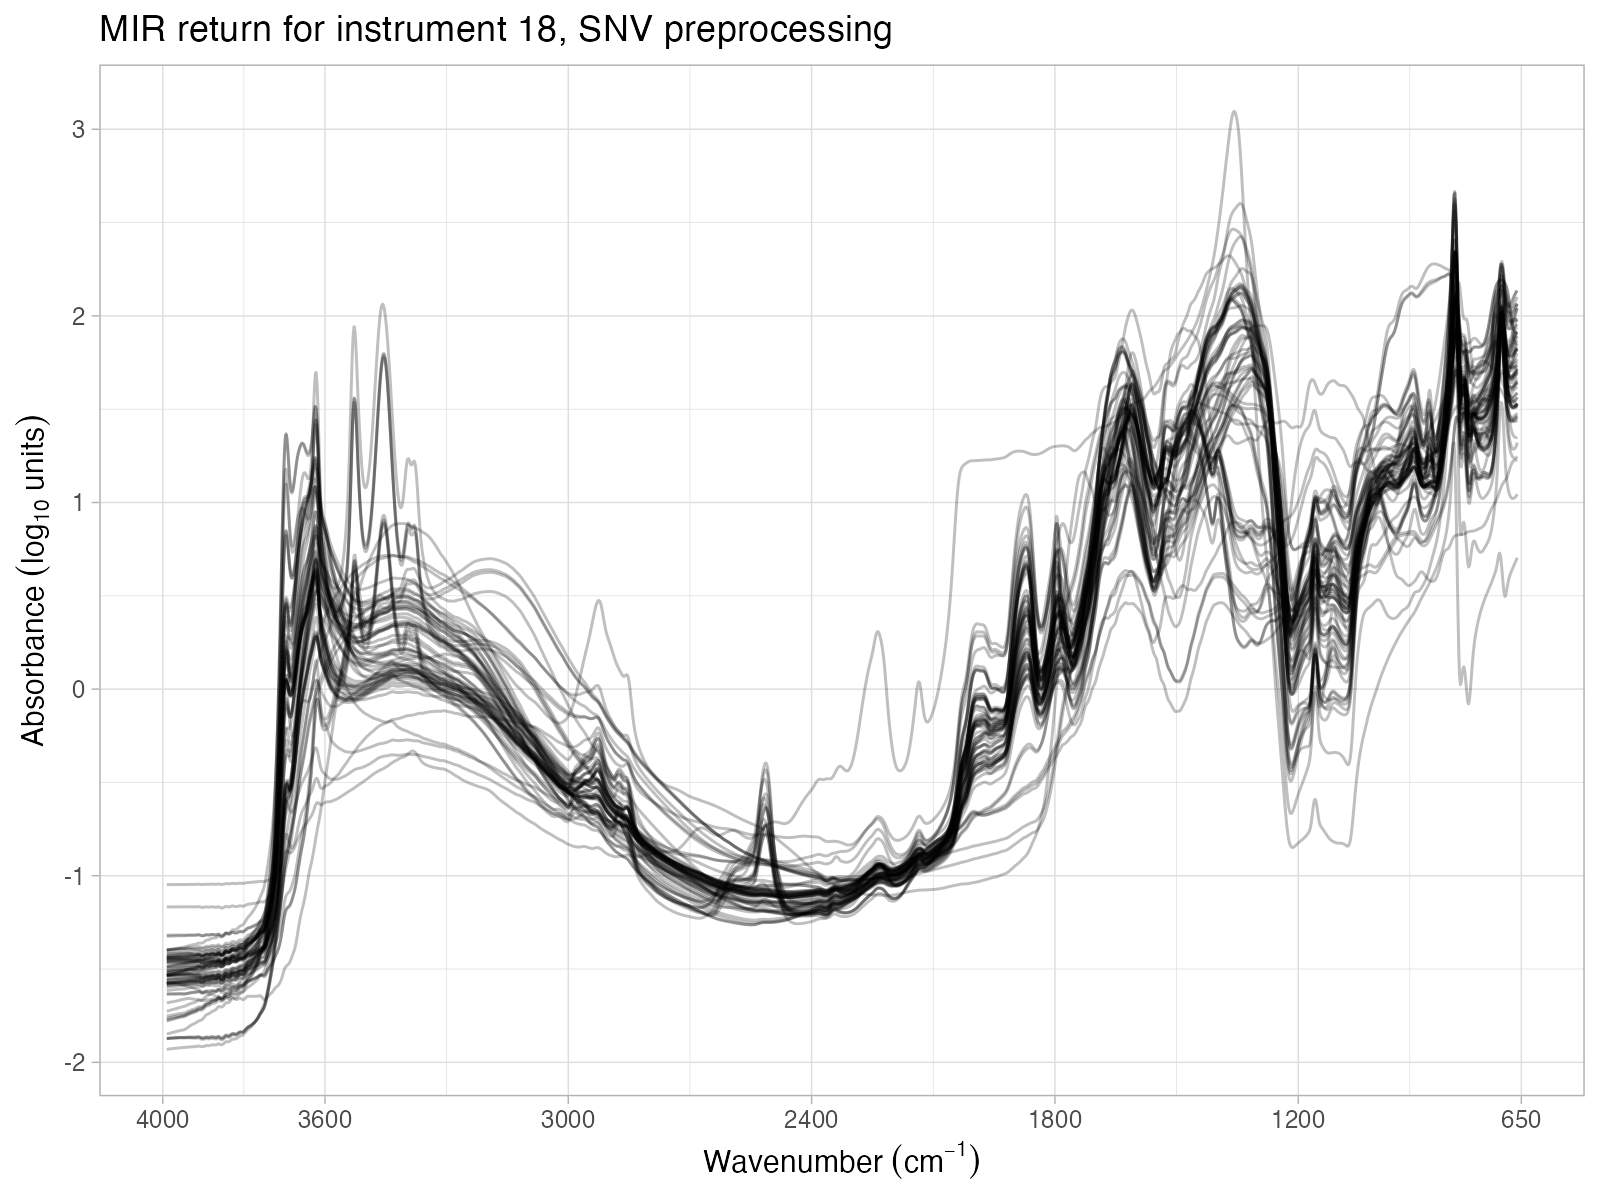 MIR return for instrument 18, SNV preprocessing
Absorbance (log₁₀ units)
3
2
1
0
-1
-2
4000 3600 3000 2400 1800 1200 650
Wavenumber (cm⁻¹)